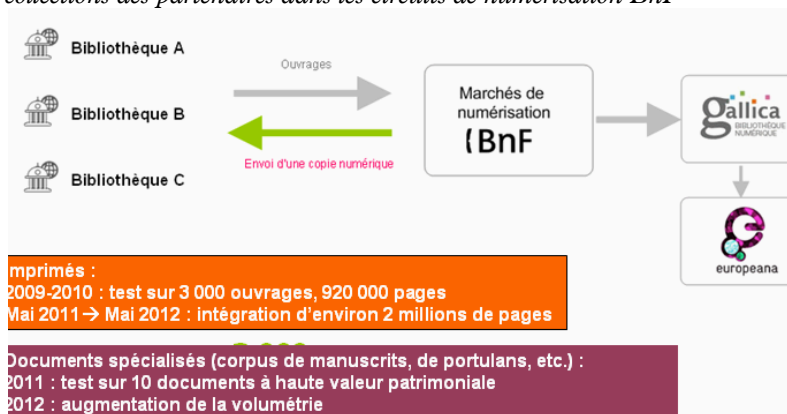 collections des partenaires dans les circuits de numérisation BnF
Bibliothèque A
Bibliothèque B
Bibliothèque C
Ouvrages
Envoi d'une copie numérique
Marchés de
numérisation
(BnF
gallica
BIBLIOTHÈQUE
NUMÉRIQUE
europeana
mprimés :
2009-2010 : test sur 3 000 ouvrages, 920 000 pages
Mai 2011 → Mai 2012 : intégration d'environ 2 millions de pages
Documents spécialisés (corpus de manuscrits, de portulans, etc.) :
2011 : test sur 10 documents à haute valeur patrimoniale
2012 : augmentation de la volumétrie